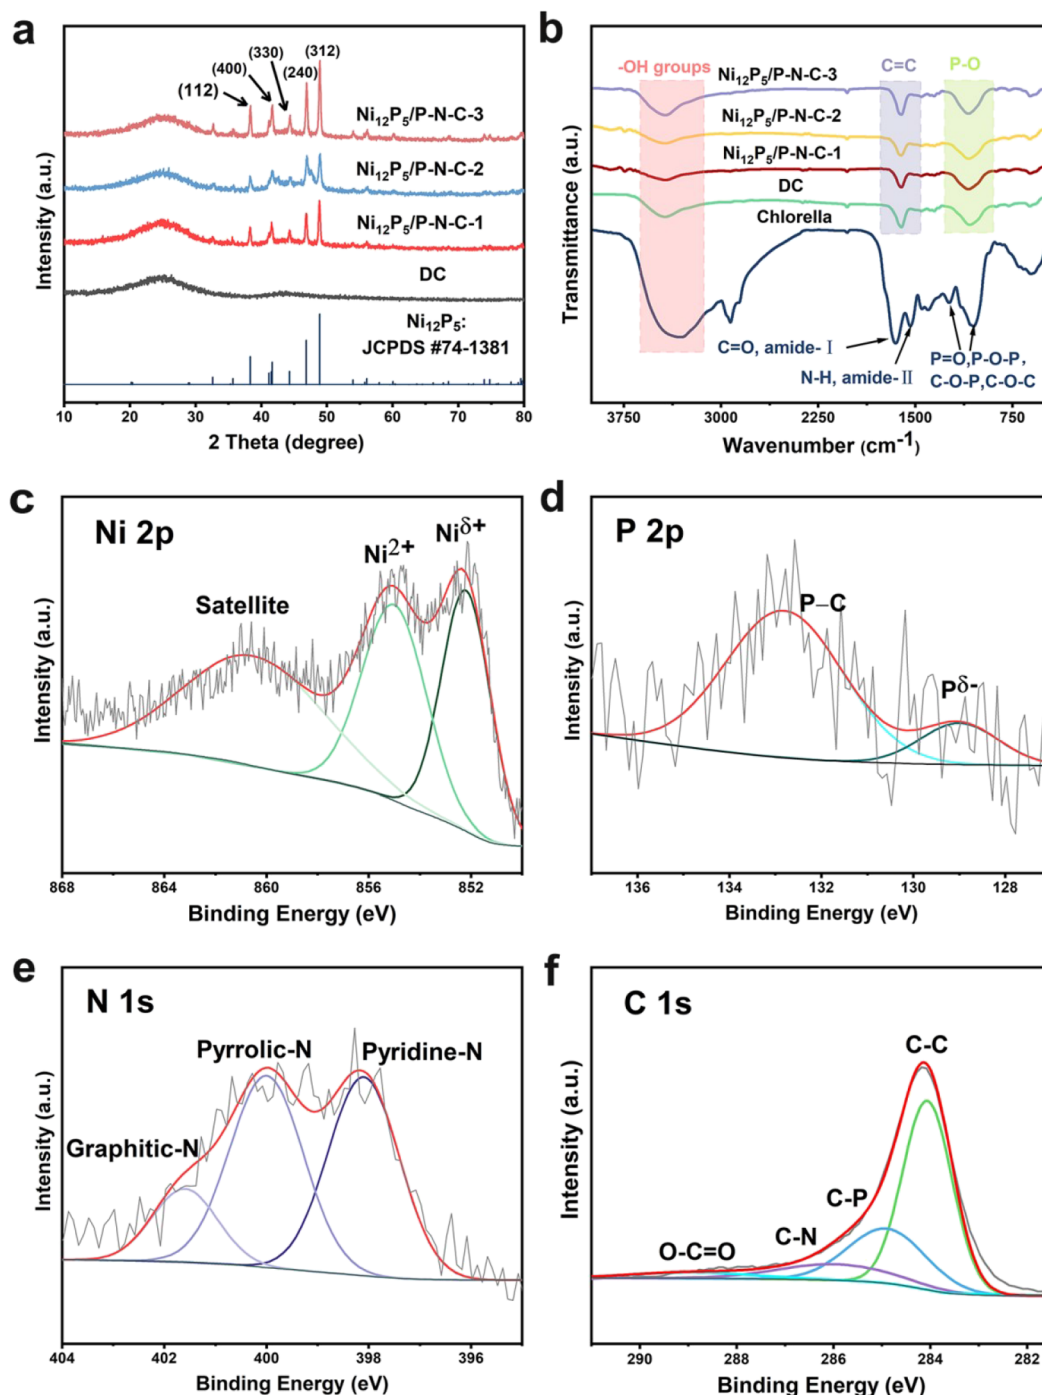 a
(112)
(400)
(330)
(240)
(312)
Ni₁₂P₅/P-N-C-3
Ni₁₂P₅/P-N-C-2
Ni₁₂P₅/P-N-C-1
DC
Ni₁₂P₅:
JCPDS #74-1381
Intensity (a.u.)
10 20 30 40 50 60 70 80
2 Theta (degree)
b
-OH groups
C=C
P-O
Ni₁₂P₅/P-N-C-3
Ni₁₂P₅/P-N-C-2
Ni₁₂P₅/P-N-C-1
DC
Chlorella
C=O, amide-Ⅰ
N-H, amide-Ⅱ
P=O,P-O-P,
C-O-P,C-O-C
Transmittance (a.u.)
3750 3000 2250 1500 750
Wavenumber (cm⁻¹)
c
Ni 2p
Satellite
Ni²⁺
Niᵟ⁺
Intensity (a.u.)
868 864 860 856 852
Binding Energy (eV)
d
P 2p
P–C
Pᵟ⁻
Intensity (a.u.)
136 134 132 130 128
Binding Energy (eV)
e
N 1s
Graphitic-N
Pyrrolic-N
Pyridine-N
Intensity (a.u.)
404 402 400 398 396
Binding Energy (eV)
f
C 1s
O-C=O
C-N
C-P
C-C
Intensity (a.u.)
290 288 286 284 282
Binding Energy (eV)